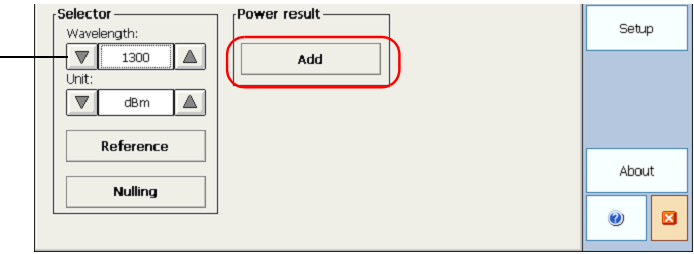 Selector
Wavelength:
1300
Unit:
dBm
Reference
Nulling
Power result
Add
Setup
About